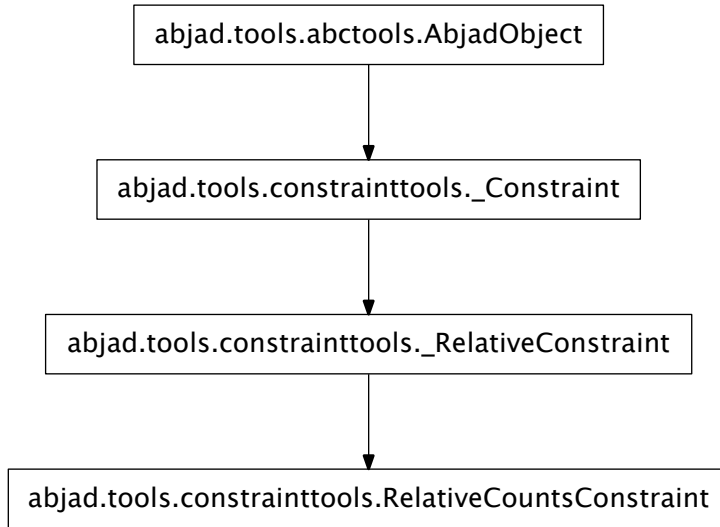 abjad.tools.abctools.AbjadObject
abjad.tools.constrainttools._Constraint
abjad.tools.constrainttools._RelativeConstraint
abjad.tools.constrainttools.RelativeCountsConstraint